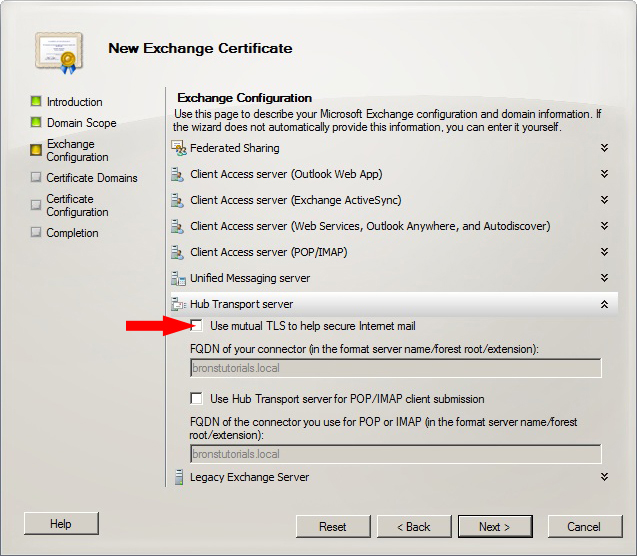 New Exchange Certificate
Introduction
Domain Scope
Exchange
Configuration
Certificate Domains
Certificate
Configuration
Completion
Exchange Configuration
Use this page to describe your Microsoft Exchange configuration and domain information. If
the wizard does not automatically provide this information, you can enter it yourself.
Federated Sharing
Client Access server (Outlook Web App)
Client Access server (Exchange ActiveSync)
Client Access server (Web Services, Outlook Anywhere, and Autodiscover)
Client Access server (POP/IMAP)
Unified Messaging server
Hub Transport server
Use mutual TLS to help secure Internet mail
FQDN of your connector (in the format server name/forest root/extension):
bronstutorials.local
Use Hub Transport server for POP/IMAP client submission
FQDN of the connector you use for POP or IMAP (in the format server name/forest
root/extension):
bronstutorials.local
Legacy Exchange Server
Help
Reset
< Back
Next >
Cancel